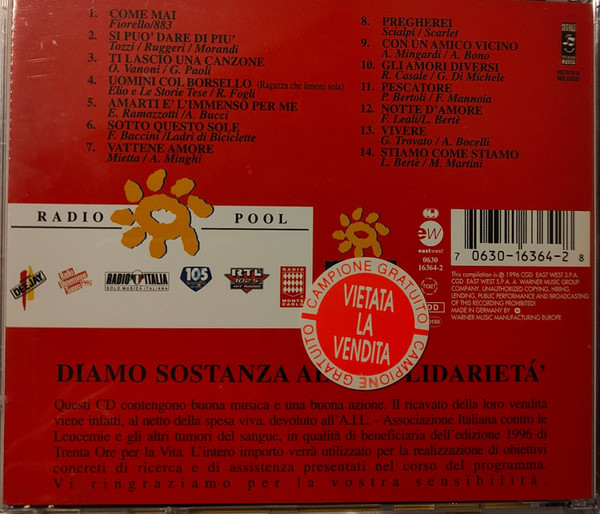 1. COME MAI
Fiorello/883
2. SI PUO' DARE DI PIU'
Tozzi / Ruggeri / Morandi
3. TI LASCIO UNA CANZONE
O. Vanoni / G. Paoli
4. UOMINI COL BORSELLO (Ragazza che limoni sola)
Elio e Le Storie Tese / R. Fogli
5. AMARTI E' L'IMMENSO PER ME
E. Ramazzotti /A. Bucci
6. SOTTO QUESTO SOLE
F. Baccini /Ladri di Biciclette
7. VATTENE AMORE
Mietta / A. Minghi
8. PREGHEREI
Scialpi / Scarlet
9. CON UN AMICO VICINO
A. Mingardi / A. Bono
10. GLI AMORI DIVERSI
R. Casale / G. Di Michele
11. PESCATORE
P. Bertoli / F. Mannoia
12. NOTTE D'AMORE
F. Leali/L. Bertè
13. VIVERE
G. Trovato / A. Bocelli
14. STIAMO COME STIAMO
L. Bertè / M. Martini
RADIO POOL
DEEJAY
RADIO ITALIA
SOLO MUSICA ITALIANA
105
RTL
102.5
HIT RADIO
RADIO
MONTE
CARLO
eastwest
0630
16364-2
7 0630-16364-2 8
This compilation is ℗ 1996 CGD EAST WEST S.P.A.
CGD EAST WEST S.P.A. A WARNER MUSIC GROUP
COMPANY. UNAUTHORIZED COPYING, HIRING,
LENDING, PUBLIC PERFORMANCE AND BROADCASTING
OF THIS RECORDING PROHIBITED!
MADE IN GERMANY BY
WARNER MUSIC MANUFACTURING EUROPE
CAMPIONE GRATUITO
VIETATA
LA
VENDITA
CAMPIONE GRATUITO
DIAMO SOSTANZA LIDARIETÁ'
Questi CD contengono buona musica e una buona azione. Il ricavato della loro vendita
viene infatti, al netto della spesa viva, devoluto all'A.I.L. - Associazione Italiana contro le
Leucemie e gli altri tumori del sangue, in qualità di beneficiaria dell'edizione 1996 di
Trenta Ore per la Vita. L'intero importo verrà utilizzato per la realizzazione di obiettivi
concreti di ricerca e di assistenza presentati nel corso del programma.
Vi ringraziamo per la vostra sensibilità.